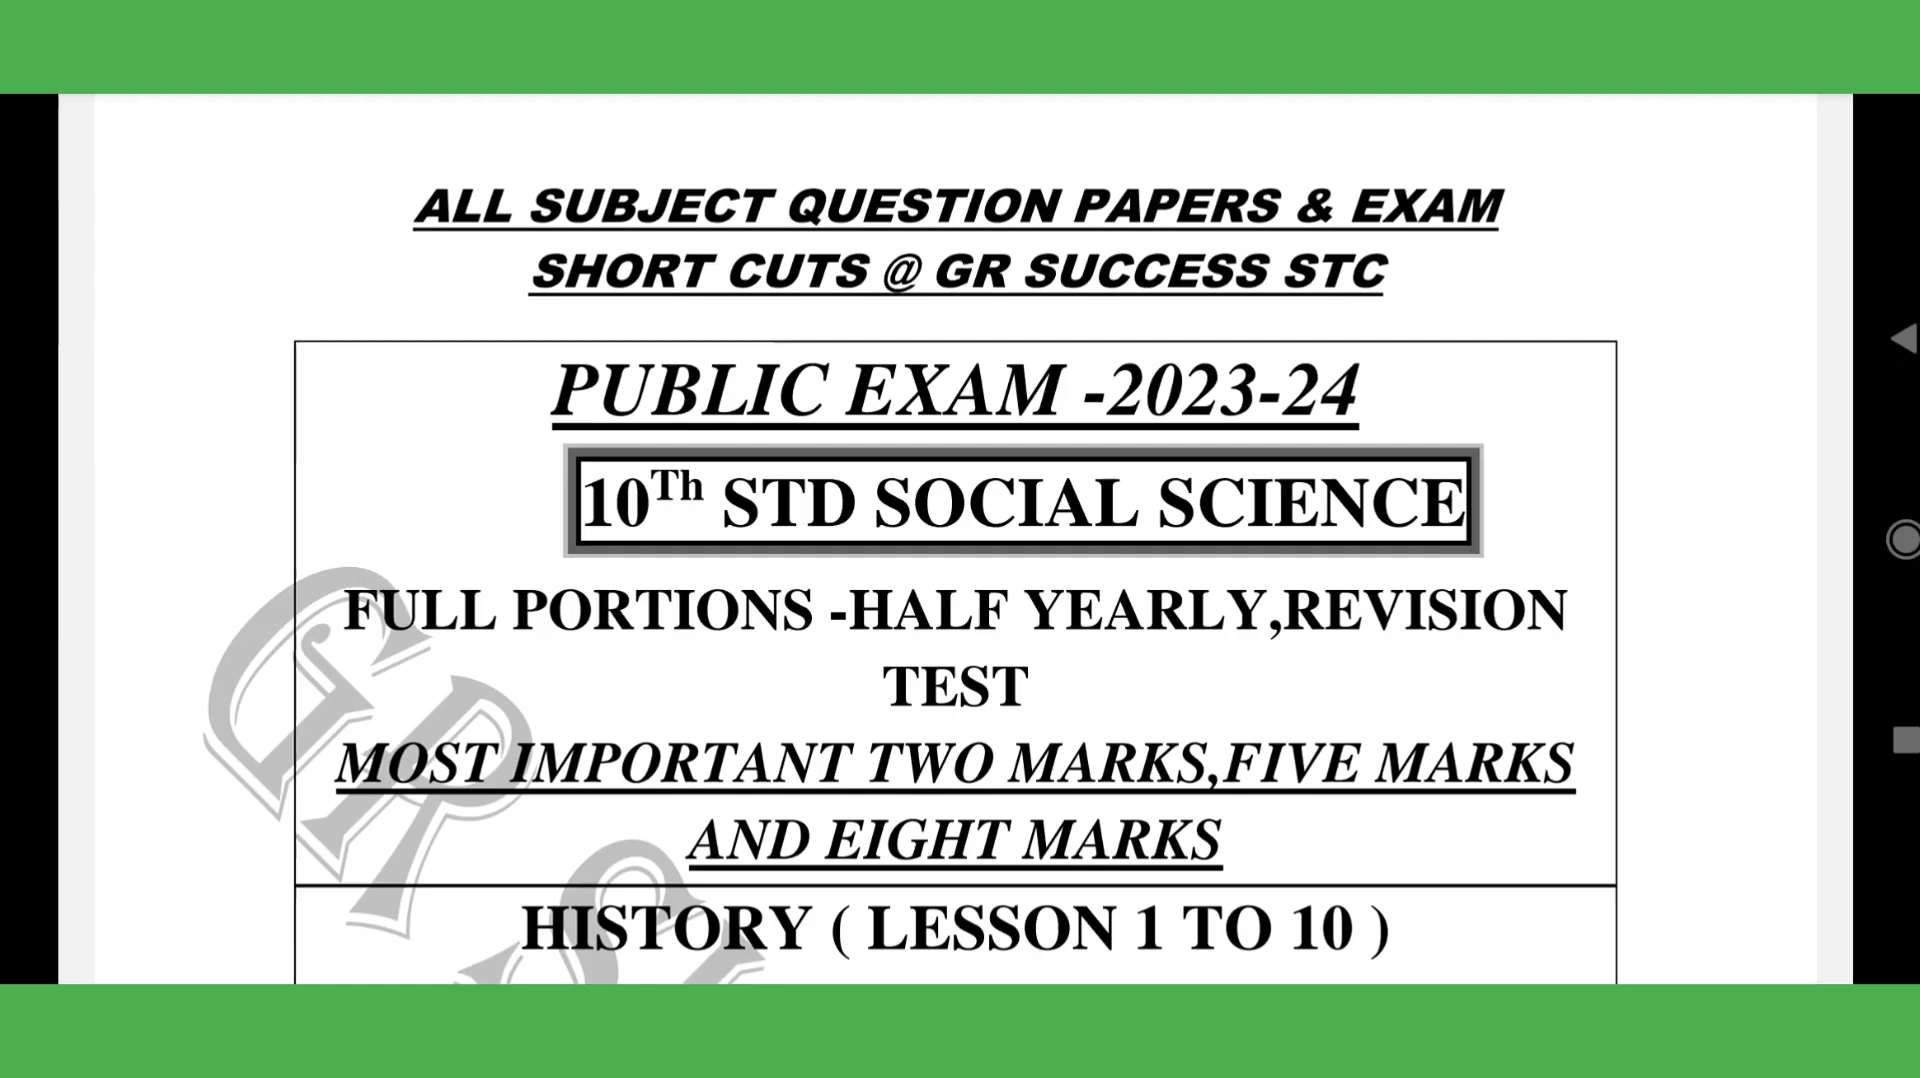 ALL SUBJECT QUESTION PAPERS & EXAM
SHORT CUTS @ GR SUCCESS STC
PUBLIC EXAM -2023-24
10Th STD SOCIAL SCIENCE
FULL PORTIONS -HALF YEARLY,REVISION
TEST
MOST IMPORTANT TWO MARKS,FIVE MARKS
AND EIGHT MARKS
HISTORY ( LESSON 1 TO 10 )
GR S